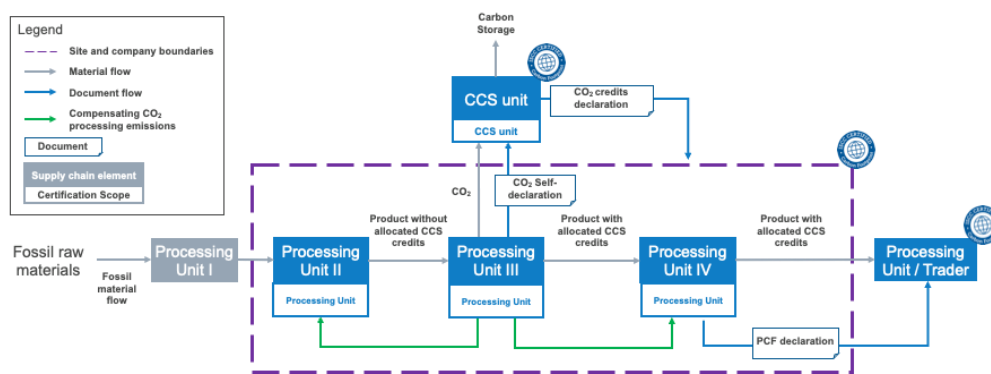 Legend
Site and company boundaries
Material flow
Document flow
Compensating CO₂
processing emissions
Document
Supply chain element
Certification Scope
Carbon
Storage
CCS unit
CCS unit
CO₂ credits
declaration
CO₂
CO₂ Self-
declaration
Fossil raw
materials
Fossil
material
flow
Processing
Unit I
Processing
Unit II
Processing Unit
Product without
allocated CCS
credits
Processing
Unit III
Processing Unit
Product with
allocated CCS
credits
Processing
Unit IV
Processing Unit
Product with
allocated CCS
credits
Processing
Unit / Trader
PCF declaration